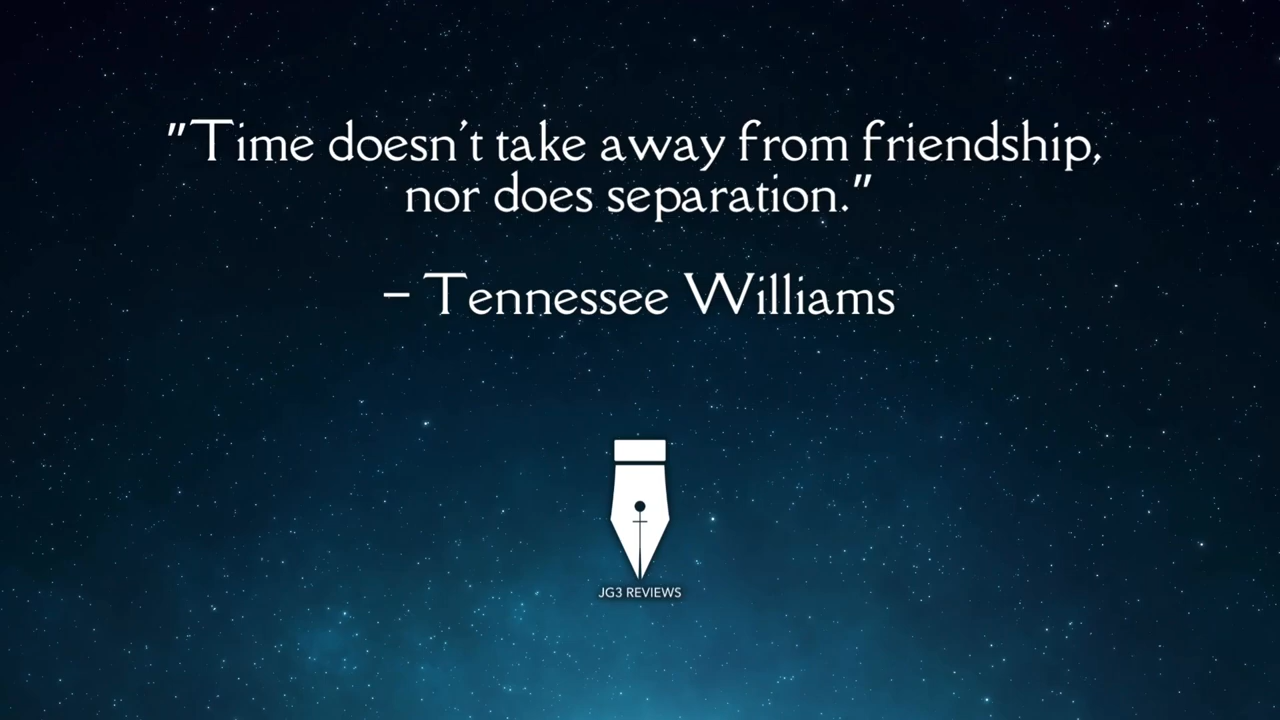 "Time doesn't take away from friendship,
nor does separation."
– Tennessee Williams
JG3 REVIEWS